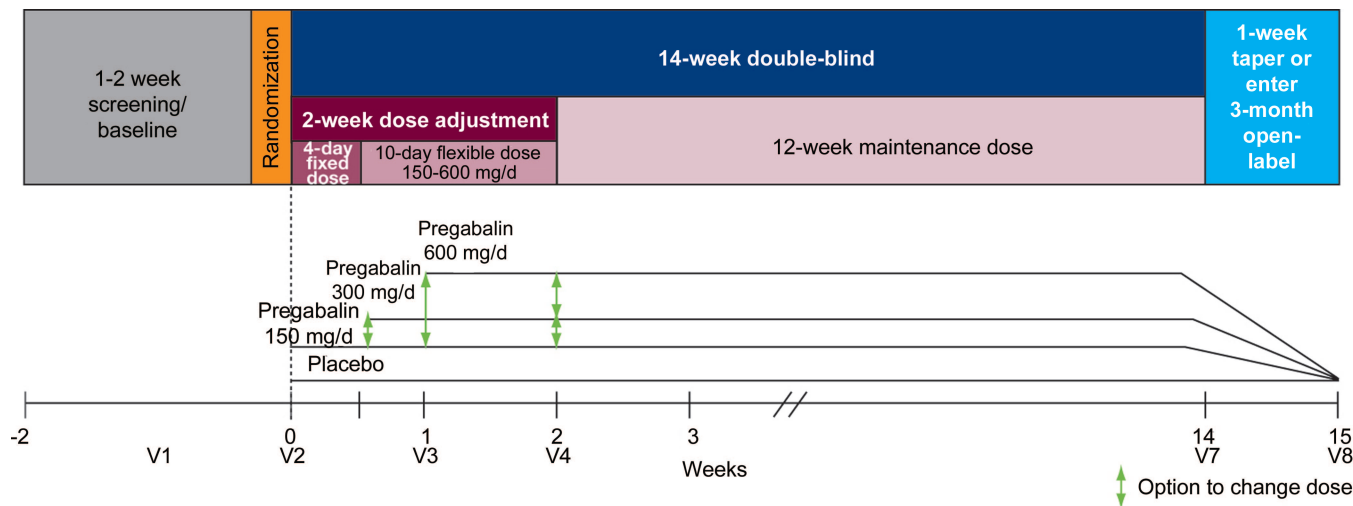 1-2 week
screening/
baseline
Randomization
14-week double-blind
2-week dose adjustment
4-day
fixed
dose
10-day flexible dose
150-600 mg/d
12-week maintenance dose
1-week
taper or
enter
3-month
open-
label
Pregabalin
600 mg/d
Pregabalin
300 mg/d
Pregabalin
150 mg/d
Placebo
-2 0 1 2 3 14 15
V1 V2 V3 V4 V7 V8
Weeks
Option to change dose